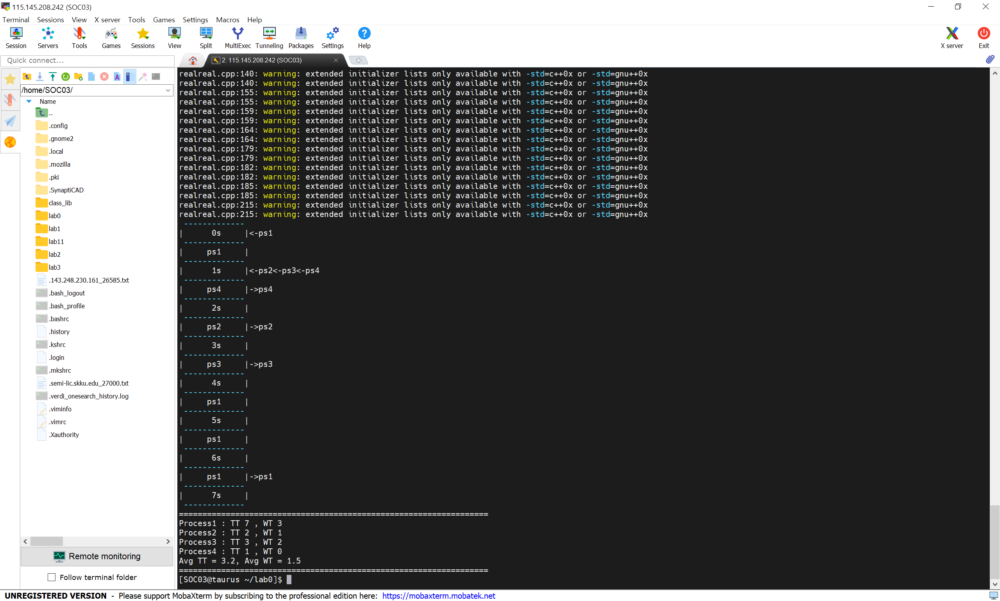 115.145.208.242 (SOC03)
Terminal Sessions View X server Tools Games Settings Macros Help
Session Servers Tools Games Sessions View Split MultiExec Tunneling Packages Settings Help X server Exit
Quick connect...
2. 115.145.208.242 (SOC03)
/home/SOC03/
Name
..
.config
.gnome2
.local
.mozilla
.pki
.SynaptiCAD
class_lib
lab0
lab1
lab11
lab2
lab3
.143.248.230.161_26585.txt
.bash_logout
.bash_profile
.bashrc
.history
.kshrc
.login
.mkshrc
.semi-lic.skku.edu_27000.txt
.verdi_onesearch_history.log
.viminfo
.vimrc
.Xauthority
Remote monitoring
Follow terminal folder
realreal.cpp:140: warning: extended initializer lists only available with -std=c++0x or -std=gnu++0x
realreal.cpp:140: warning: extended initializer lists only available with -std=c++0x or -std=gnu++0x
realreal.cpp:155: warning: extended initializer lists only available with -std=c++0x or -std=gnu++0x
realreal.cpp:155: warning: extended initializer lists only available with -std=c++0x or -std=gnu++0x
realreal.cpp:159: warning: extended initializer lists only available with -std=c++0x or -std=gnu++0x
realreal.cpp:159: warning: extended initializer lists only available with -std=c++0x or -std=gnu++0x
realreal.cpp:164: warning: extended initializer lists only available with -std=c++0x or -std=gnu++0x
realreal.cpp:164: warning: extended initializer lists only available with -std=c++0x or -std=gnu++0x
realreal.cpp:179: warning: extended initializer lists only available with -std=c++0x or -std=gnu++0x
realreal.cpp:179: warning: extended initializer lists only available with -std=c++0x or -std=gnu++0x
realreal.cpp:182: warning: extended initializer lists only available with -std=c++0x or -std=gnu++0x
realreal.cpp:182: warning: extended initializer lists only available with -std=c++0x or -std=gnu++0x
realreal.cpp:185: warning: extended initializer lists only available with -std=c++0x or -std=gnu++0x
realreal.cpp:185: warning: extended initializer lists only available with -std=c++0x or -std=gnu++0x
realreal.cpp:215: warning: extended initializer lists only available with -std=c++0x or -std=gnu++0x
realreal.cpp:215: warning: extended initializer lists only available with -std=c++0x or -std=gnu++0x
 -------------
|      0s     |<-ps1
 -------------
|     ps1     |
 -------------
|      1s     |<-ps2<-ps3<-ps4
 -------------
|     ps4     |->ps4
 -------------
|      2s     |
 -------------
|     ps2     |->ps2
 -------------
|      3s     |
 -------------
|     ps3     |->ps3
 -------------
|      4s     |
 -------------
|     ps1     |
 -------------
|      5s     |
 -------------
|     ps1     |
 -------------
|      6s     |
 -------------
|     ps1     |->ps1
 -------------
|      7s     |
 -------------
==================================================================
Process1 : TT 7 , WT 3
Process2 : TT 2 , WT 1
Process3 : TT 3 , WT 2
Process4 : TT 1 , WT 0
Avg TT = 3.2, Avg WT = 1.5
==================================================================
[SOC03@taurus ~/lab0]$
UNREGISTERED VERSION - Please support MobaXterm by subscribing to the professional edition here: https://mobaxterm.mobatek.net